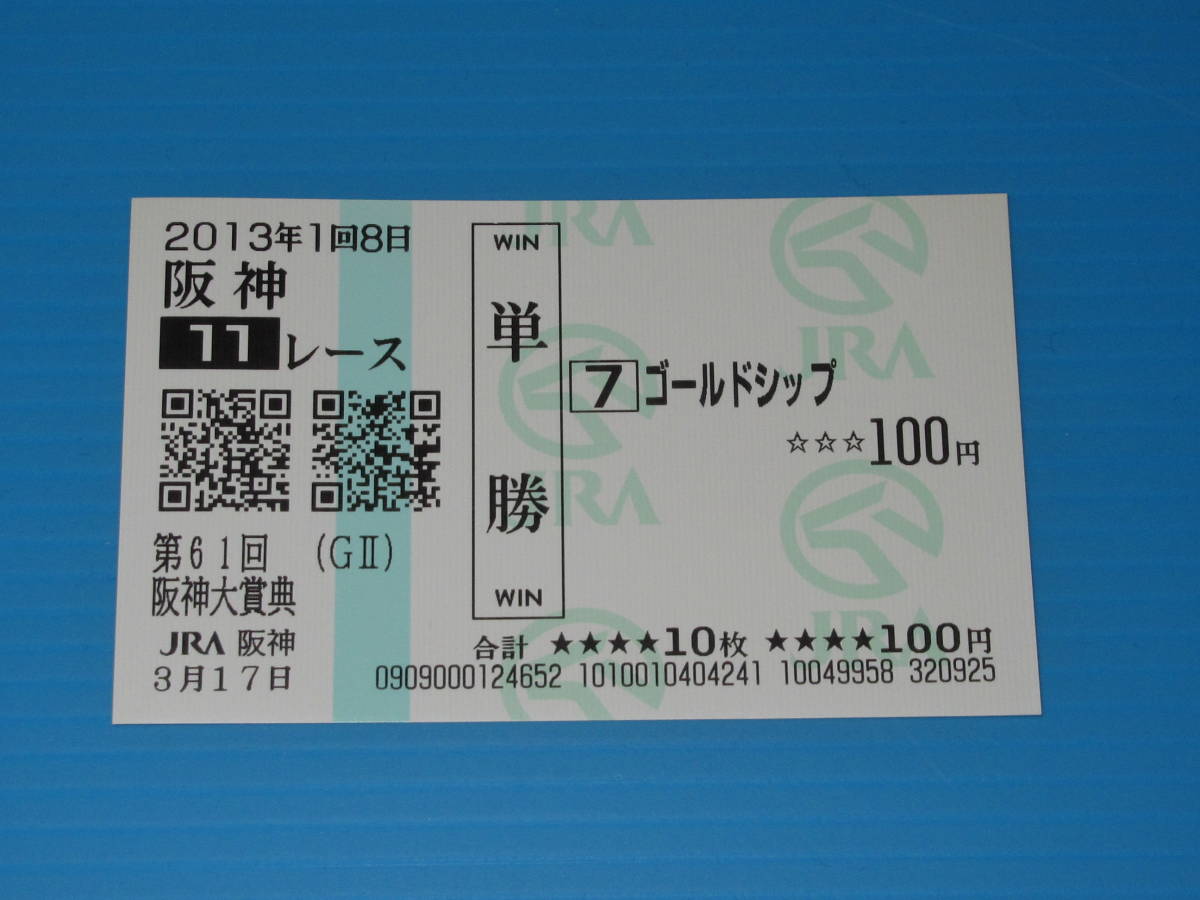 2013年1回8日
阪神
11レース
第61回 (GⅡ)
阪神大賞典
JRA 阪神
3月17日
WIN
単勝
WIN
7 ゴールドシップ
☆☆☆100円
合計 ★★★★10枚 ★★★★100円
0909000124652 1010010404241 10049958 320925
JRA
JRA
JRA